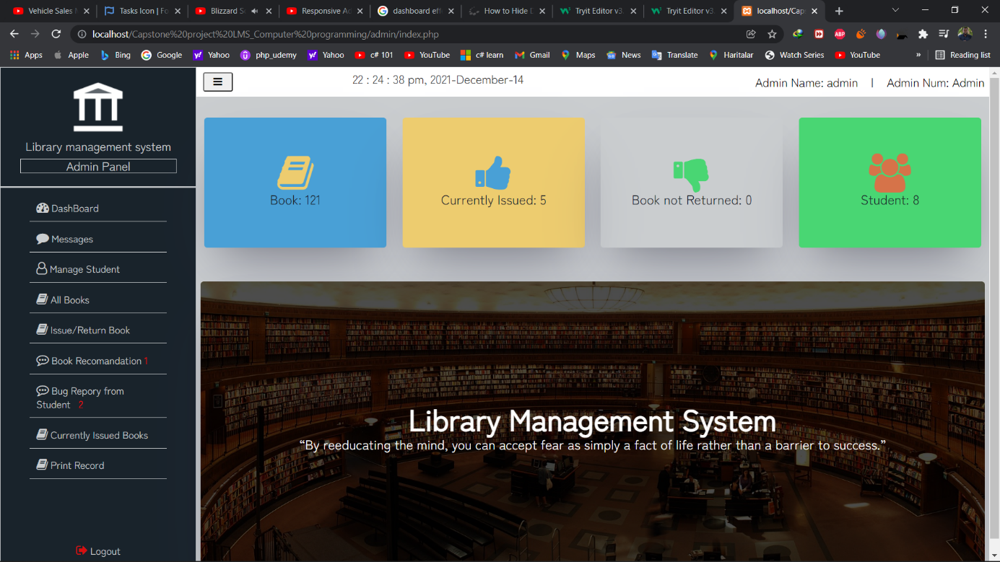 Vehicle Sales M
Tasks Icon | Fo
Blizzard S
Responsive Ad
dashboard eff
How to Hide D
Tryit Editor v3.
Tryit Editor v3.
localhost/Cap
localhost/Capstone%20project%20LMS_Computer%20programming/admin/index.php
ABP
Apps
Apple
Bing
Google
Yahoo
php_udemy
Yahoo
c# 101
YouTube
c# learn
Gmail
Maps
News
Translate
Haritalar
Watch Series
YouTube
»
Reading list
Library management system
Admin Panel
DashBoard
Messages
Manage Student
All Books
Issue/Return Book
Book Recomandation 1
Bug Repory from
Student 2
Currently Issued Books
Print Record
Logout
22 : 24 : 38 pm, 2021-December-14
Admin Name: admin | Admin Num: Admin
Book: 121
Currently Issued: 5
Book not Returned: 0
Student: 8
Library Management System
“By reeducating the mind, you can accept fear as simply a fact of life rather than a barrier to success.”